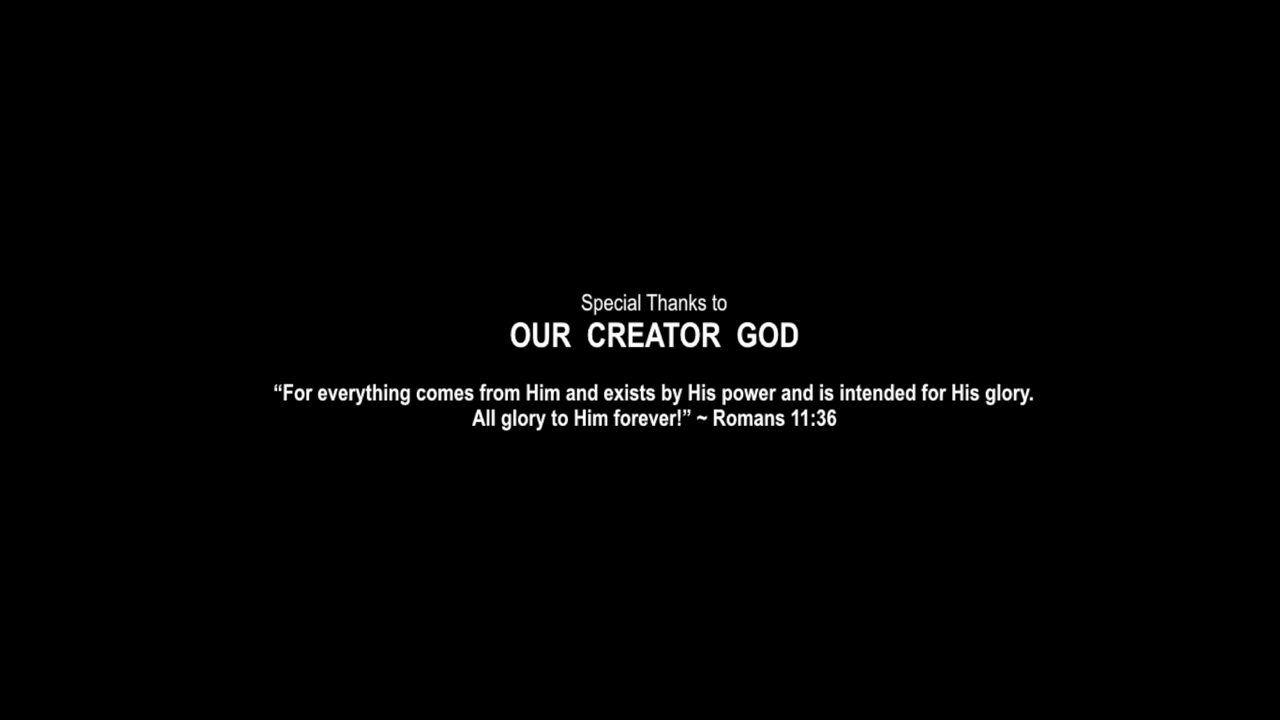 Special Thanks to
OUR CREATOR GOD
“For everything comes from Him and exists by His power and is intended for His glory.
All glory to Him forever!” ~ Romans 11:36